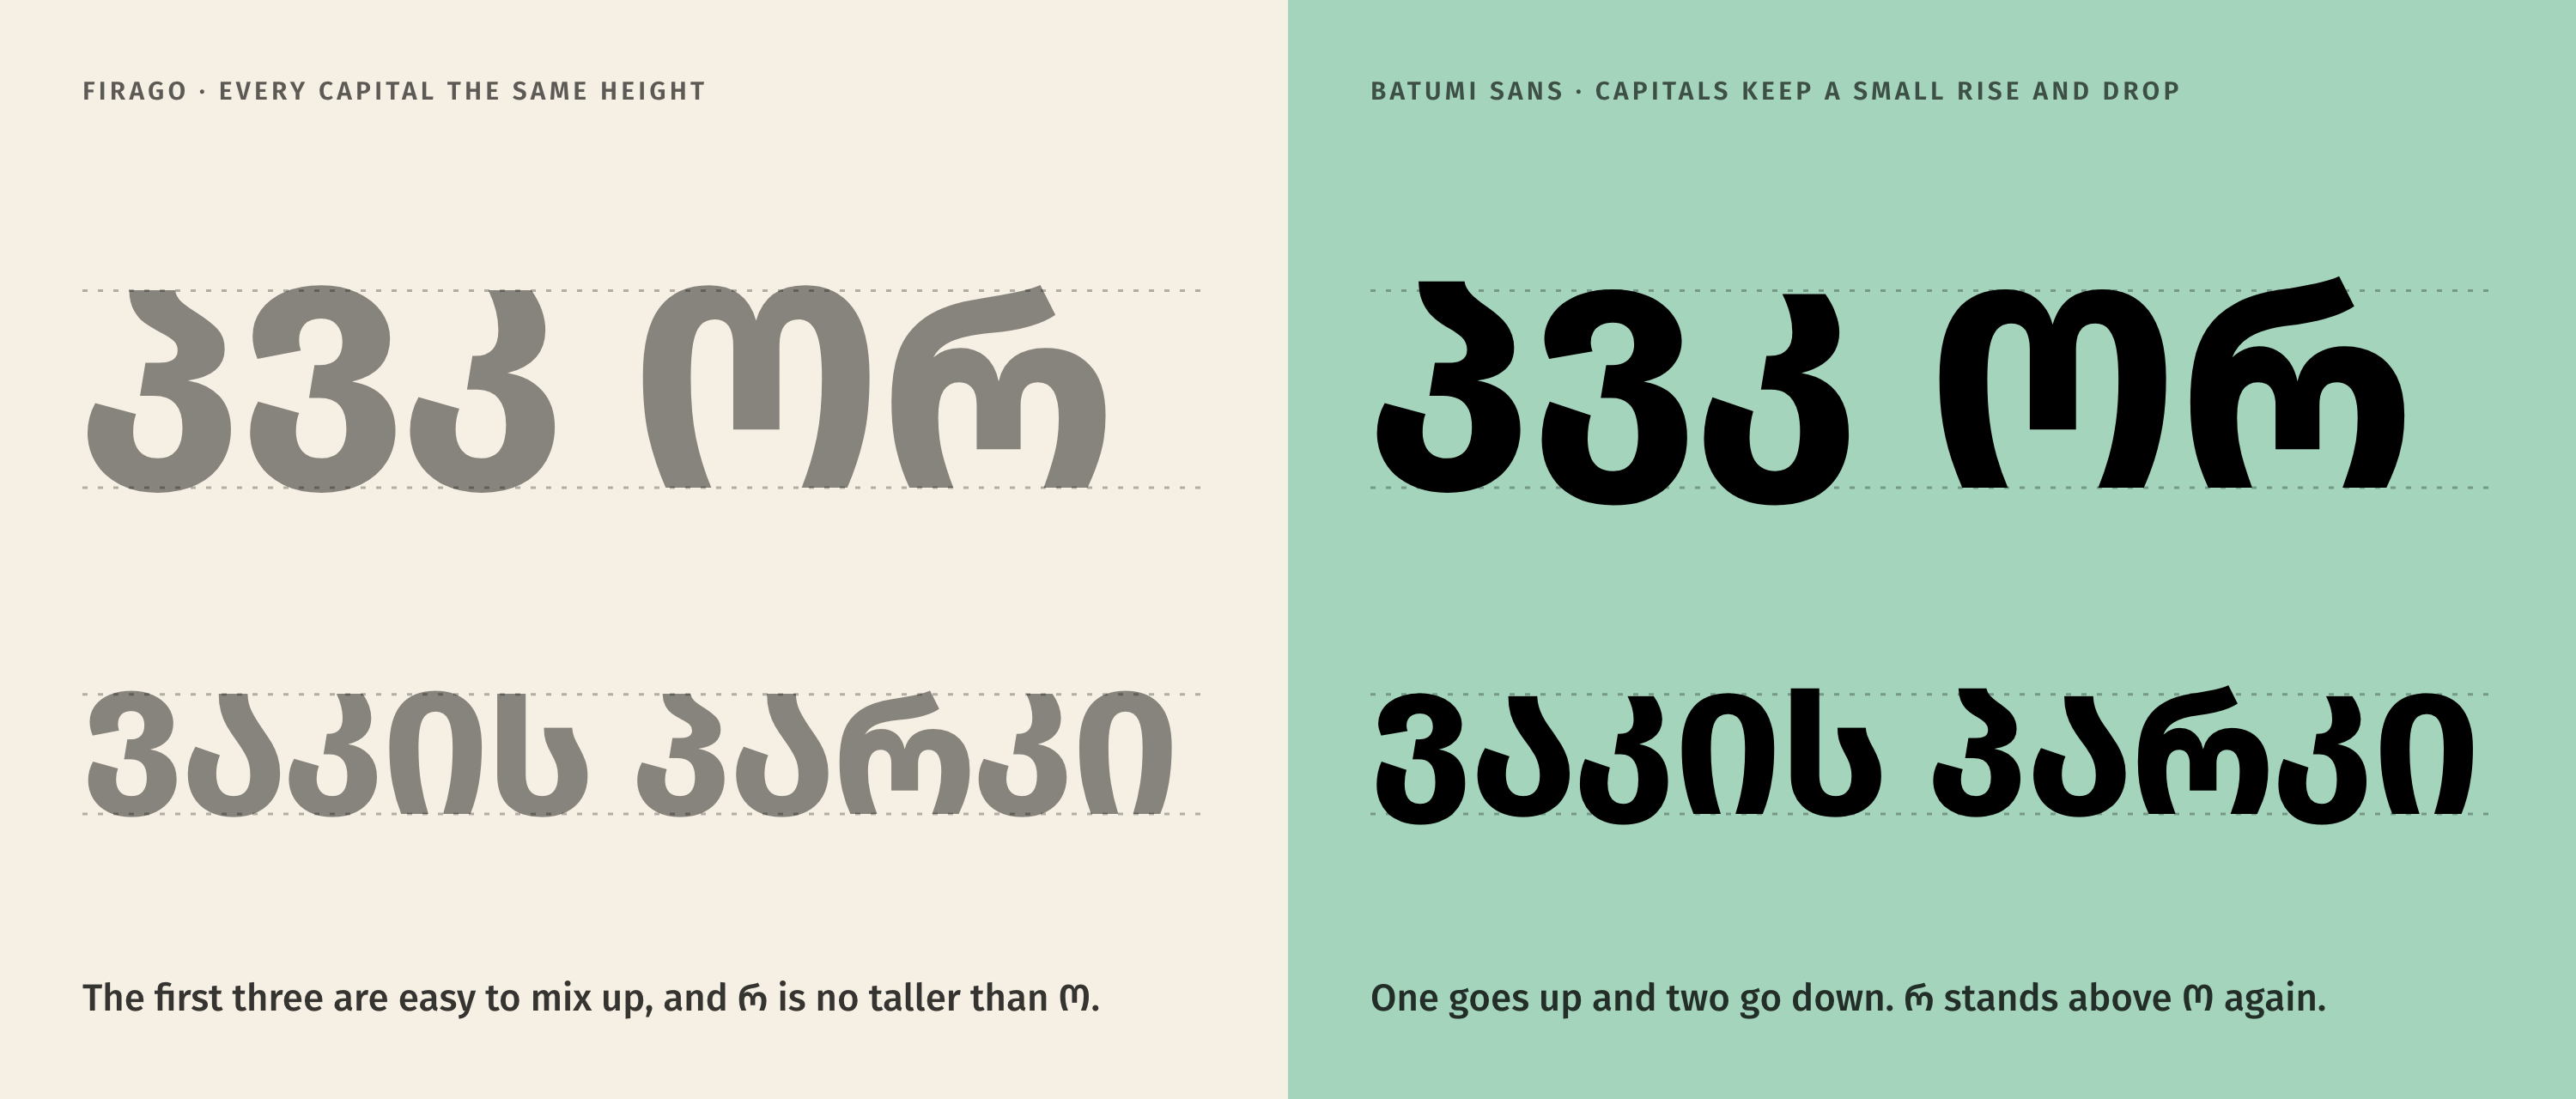 FIRAGO · EVERY CAPITAL THE SAME HEIGHT
ᲞᲕᲙ ᲝᲠ
ᲕᲐᲙᲘᲡ ᲞᲐᲠᲙᲘ
The first three are easy to mix up, and Რ is no taller than Ო.
BATUMI SANS · CAPITALS KEEP A SMALL RISE AND DROP
ᲞᲕᲙ ᲝᲠ
ᲕᲐᲙᲘᲡ ᲞᲐᲠᲙᲘ
One goes up and two go down. Რ stands above Ო again.